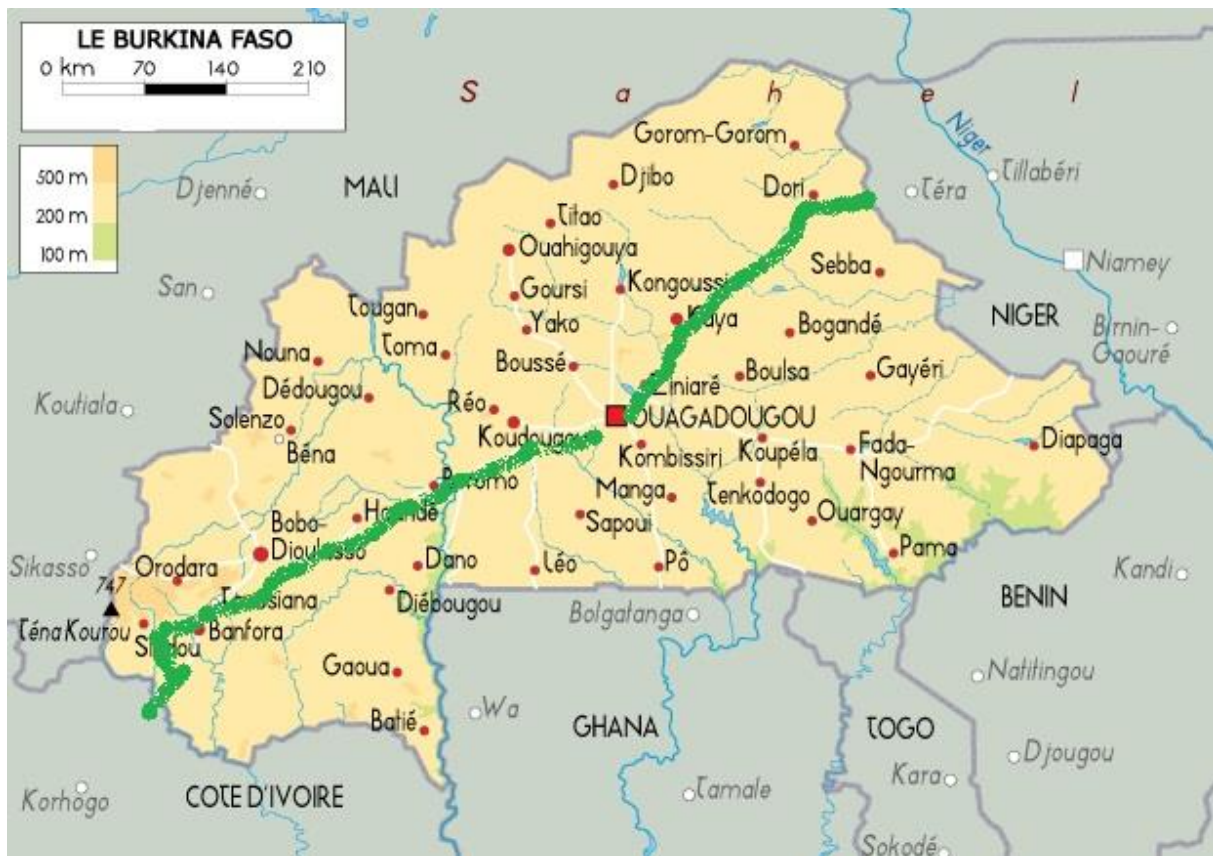 LE BURKINA FASO
0 km 70 140 210
500 m
200 m
100 m
S a h e l
Niger
Gorom-Gorom
Djibo
Dori
Téra
Tillabéri
Djenné
MALI
Titao
Ouahigouya
Sebba
Niamey
San
Goursi
Kongoussi
Tougan
Yako
Kaya
Bogandé
NIGER
Birnin-
Gaouré
Nouna
Toma
Boussé
Ziniaré
Boulsa
Gayéri
Dédougou
Koutiala
Réo
OUAGADOUGOU
Solenzo
Koudougou
Béna
Kombissiri
Koupéla
Fada-
Ngourma
Diapaga
Manga
Tenkodogo
Houndé
Sapoui
Ouargay
Bobo-
Dioulasso
Sikasso
Orodara
Dano
Léo
Pô
Pama
Kandi
747
Diébougou
Bolgatanga
BENIN
Téna Kourou
Banfora
Gaoua
Natitingou
Wa
GHANA
TOGO
Batié
Djougou
Korhogo
COTE D'IVOIRE
Tamale
Kara
Sokodé